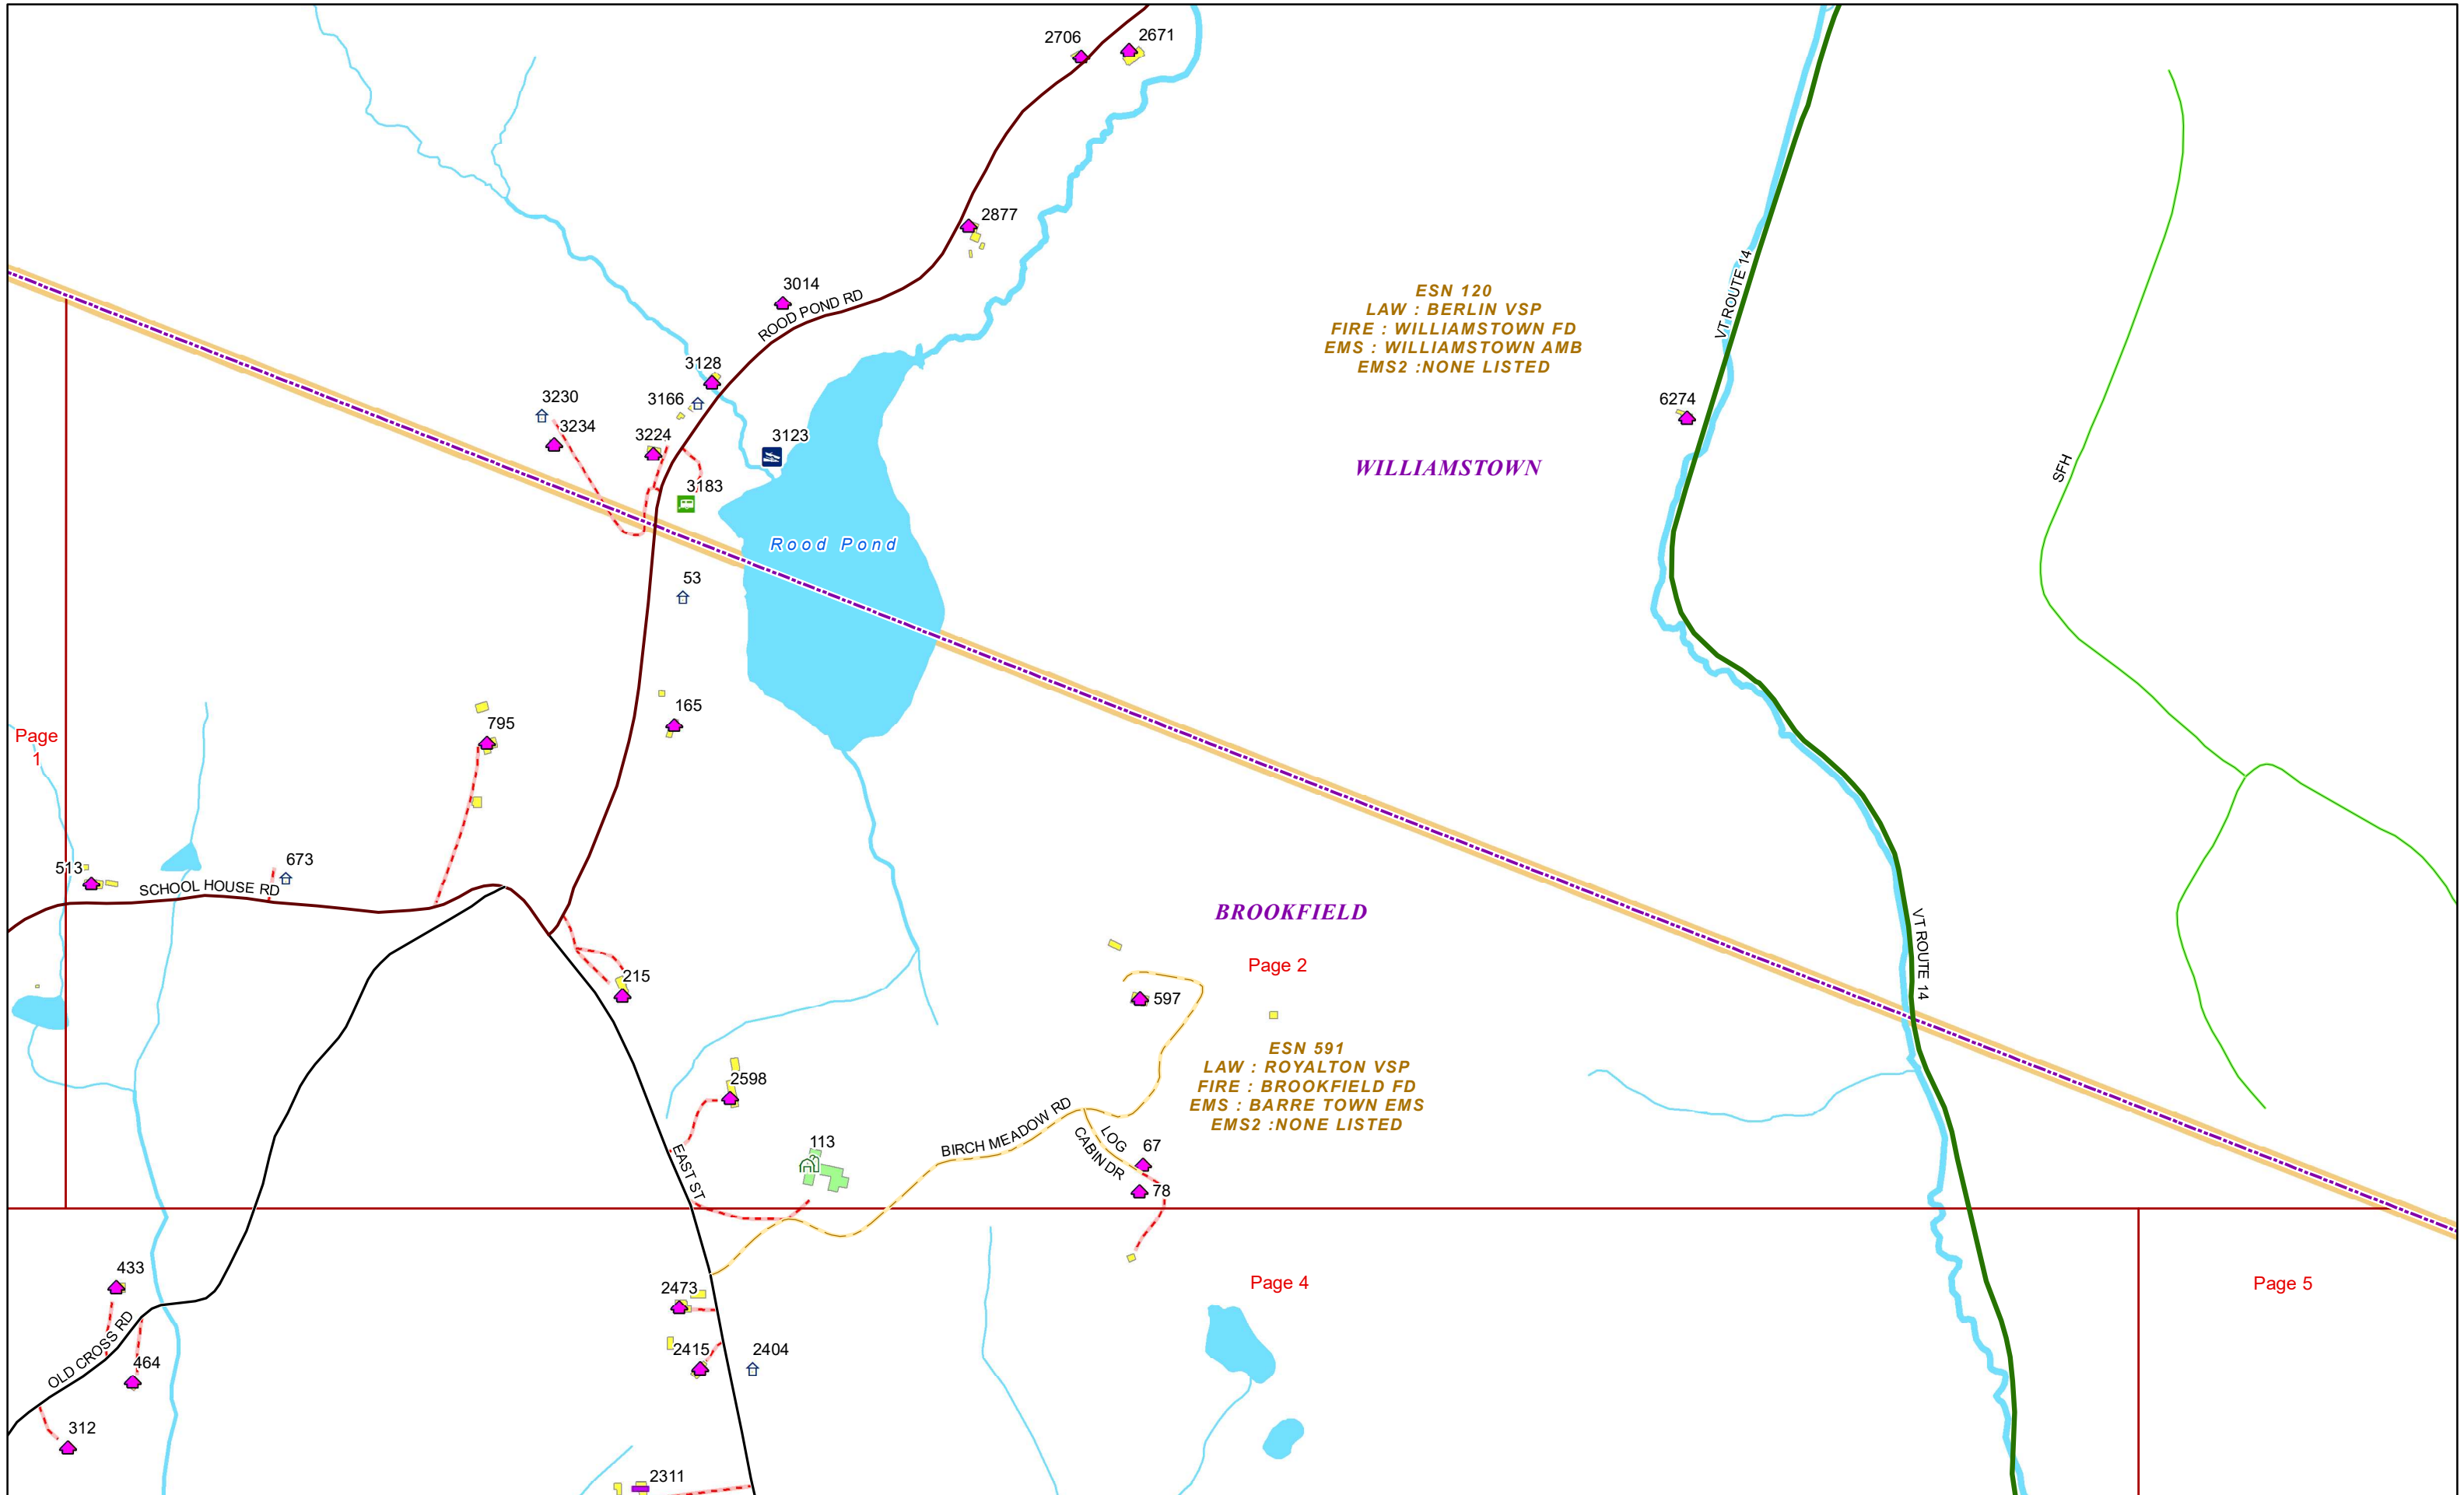 2706
2671
2877
3014
ROOD POND RD
VT ROUTE 14
ESN 120
LAW : BERLIN VSP
FIRE : WILLIAMSTOWN FD
EMS : WILLIAMSTOWN AMB
EMS2 :NONE LISTED
3128
3230
3166
3234
3224
3123
6274
WILLIAMSTOWN
SFH
3183
Rood Pond
53
165
795
Page
1
513
673
SCHOOL HOUSE RD
BROOKFIELD
VT ROUTE 14
Page 2
215
597
ESN 591
LAW : ROYALTON VSP
FIRE : BROOKFIELD FD
EMS : BARRE TOWN EMS
EMS2 :NONE LISTED
2598
BIRCH MEADOW RD
LOG
CABIN DR
113
67
EAST ST
78
433
2473
Page 4
Page 5
OLD CROSS RD
464
2415
2404
312
2311